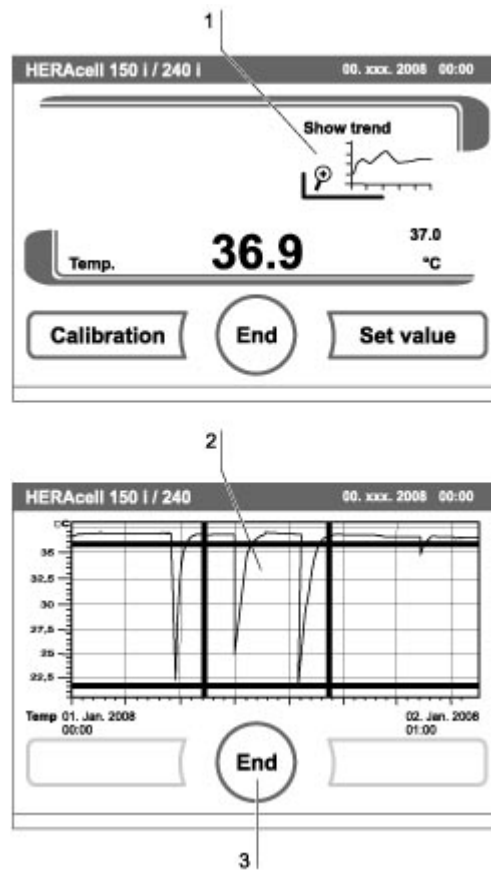 1
HERAcell 150 i / 240 i 00. xxx. 2008 00:00
Show trend
37.0
Temp. 36.9 °C
Calibration End Set value
2
HERAcell 150 i / 240 00. xxx. 2008 00:00
°C
35
32,5
30
27,5
25
22,5
Temp 01. Jan. 2008 02. Jan. 2008
00:00 01:00
End
3